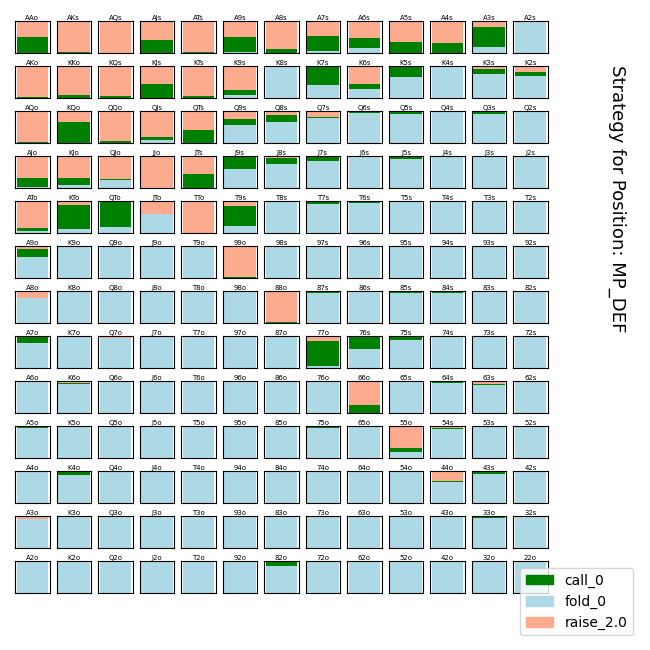 AAo AKs AQs AJs ATs A9s A8s A7s A6s A5s A4s A3s A2s
AKo KKo KQs KJs KTs K9s K8s K7s K6s K5s K4s K3s K2s
AQo KQo QQo QJs QTs Q9s Q8s Q7s Q6s Q5s Q4s Q3s Q2s
AJo KJo QJo JJo JTs J9s J8s J7s J6s J5s J4s J3s J2s
ATo KTo QTo JTo TTo T9s T8s T7s T6s T5s T4s T3s T2s
A9o K9o Q9o J9o T9o 99o 98s 97s 96s 95s 94s 93s 92s
A8o K8o Q8o J8o T8o 98o 88o 87s 86s 85s 84s 83s 82s
A7o K7o Q7o J7o T7o 97o 87o 77o 76s 75s 74s 73s 72s
A6o K6o Q6o J6o T6o 96o 86o 76o 66o 65s 64s 63s 62s
A5o K5o Q5o J5o T5o 95o 85o 75o 65o 55o 54s 53s 52s
A4o K4o Q4o J4o T4o 94o 84o 74o 64o 54o 44o 43s 42s
A3o K3o Q3o J3o T3o 93o 83o 73o 63o 53o 43o 33o 32s
A2o K2o Q2o J2o T2o 92o 82o 72o 62o 52o 42o 32o 22o
Strategy for Position: MP_DEF
call_0
fold_0
raise_2.0